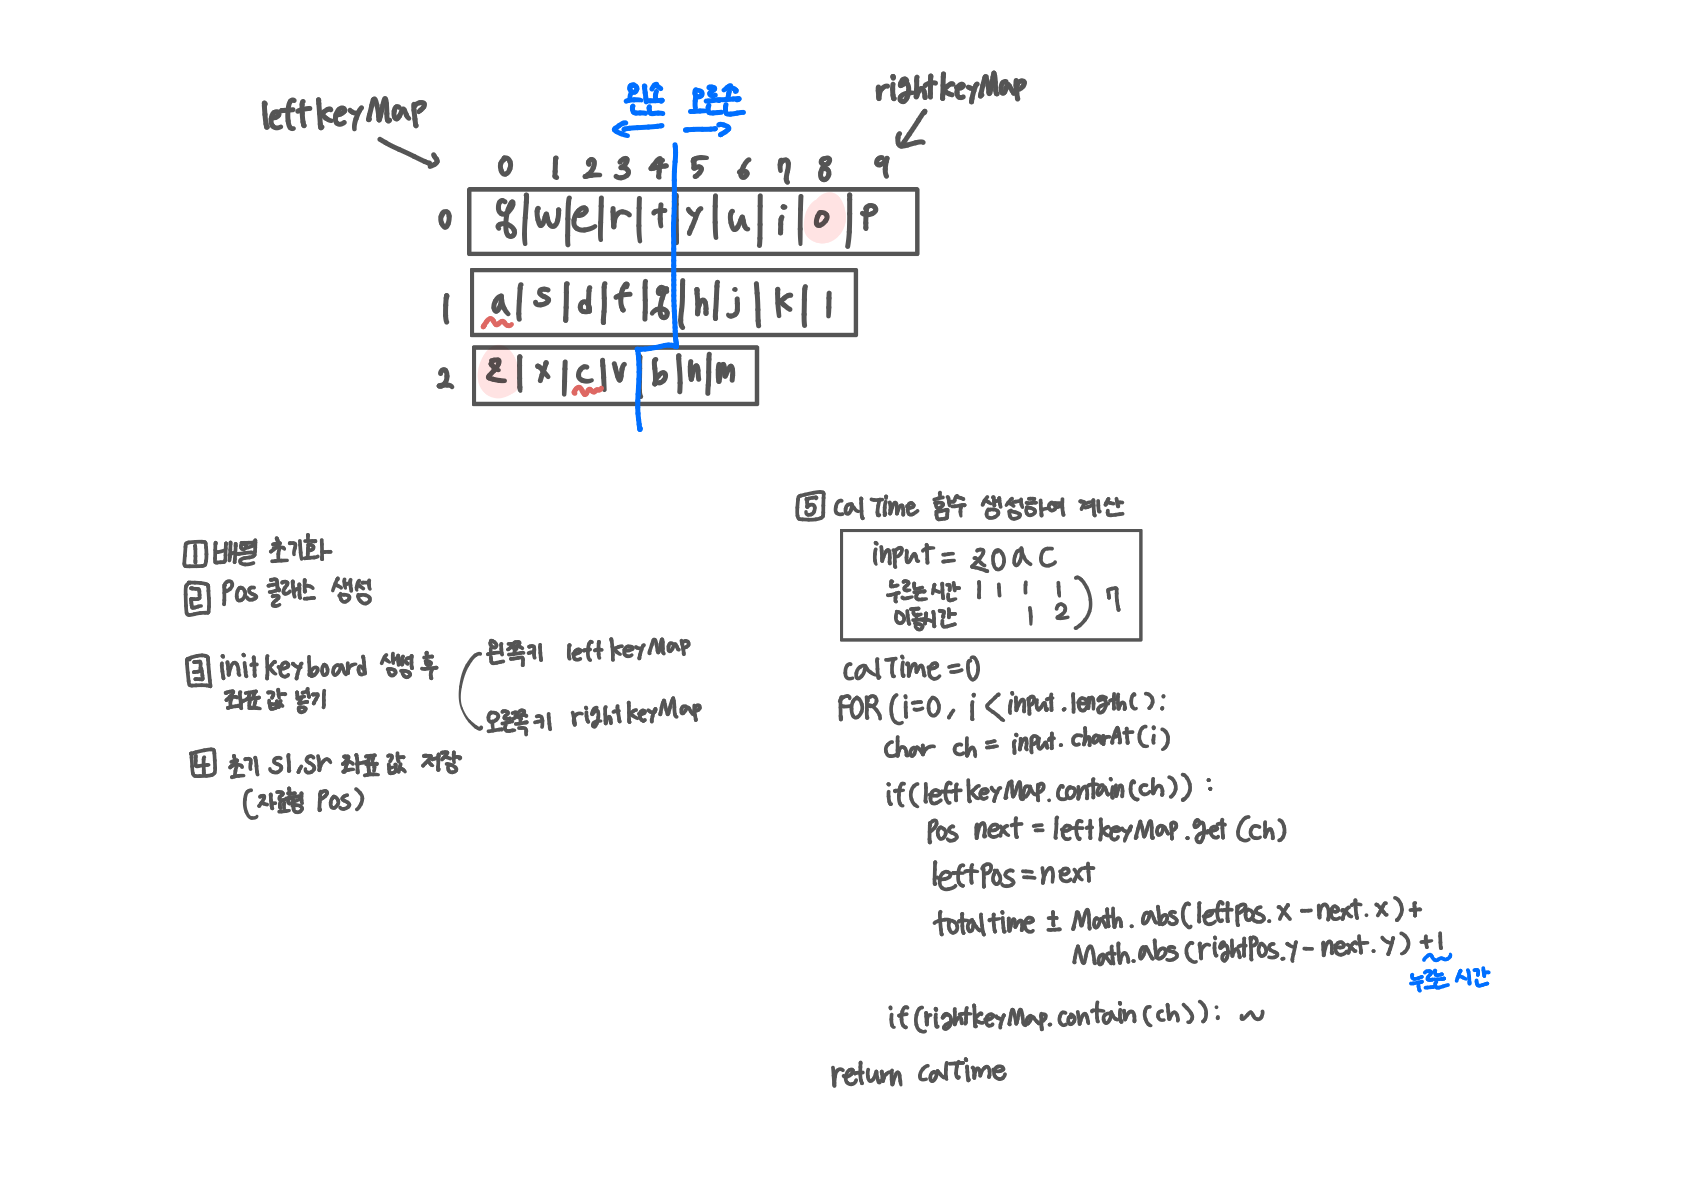 leftkeyMap
rightkeyMap
왼손 오른손
0 1 2 3 4 5 6 7 8 9
0 q|w|e|r|t|y|u|i|o|p
1 a|s|d|f|g|h|j|k|l
2 z|x|c|v|b|n|m
1 배열 초기화
2 Pos 클래스 생성
3 initkeyboard 실행 후
좌표 값 넣기
왼쪽키 leftkeyMap
오른쪽키 rightkeyMap
4 초기 sl,sr 좌표 값 저장
(자료형 Pos)
5 calTime 함수 생성하여 계산
input = z o a c
누르는시간 1 1 1 1
이동시간 1 2 ) 7
calTime = 0
FOR (i=0, i < input.length():
char ch = input.charAt(i)
if(leftkeyMap.contain(ch)) :
Pos next = leftkeyMap.get(ch)
leftPos = next
totaltime ± Math.abs(leftpos.x - next.x) +
Math.abs(rightPos.y - next.y) +1
누르는 시간
if(rightkeyMap.contain(ch)): ~
return calTime